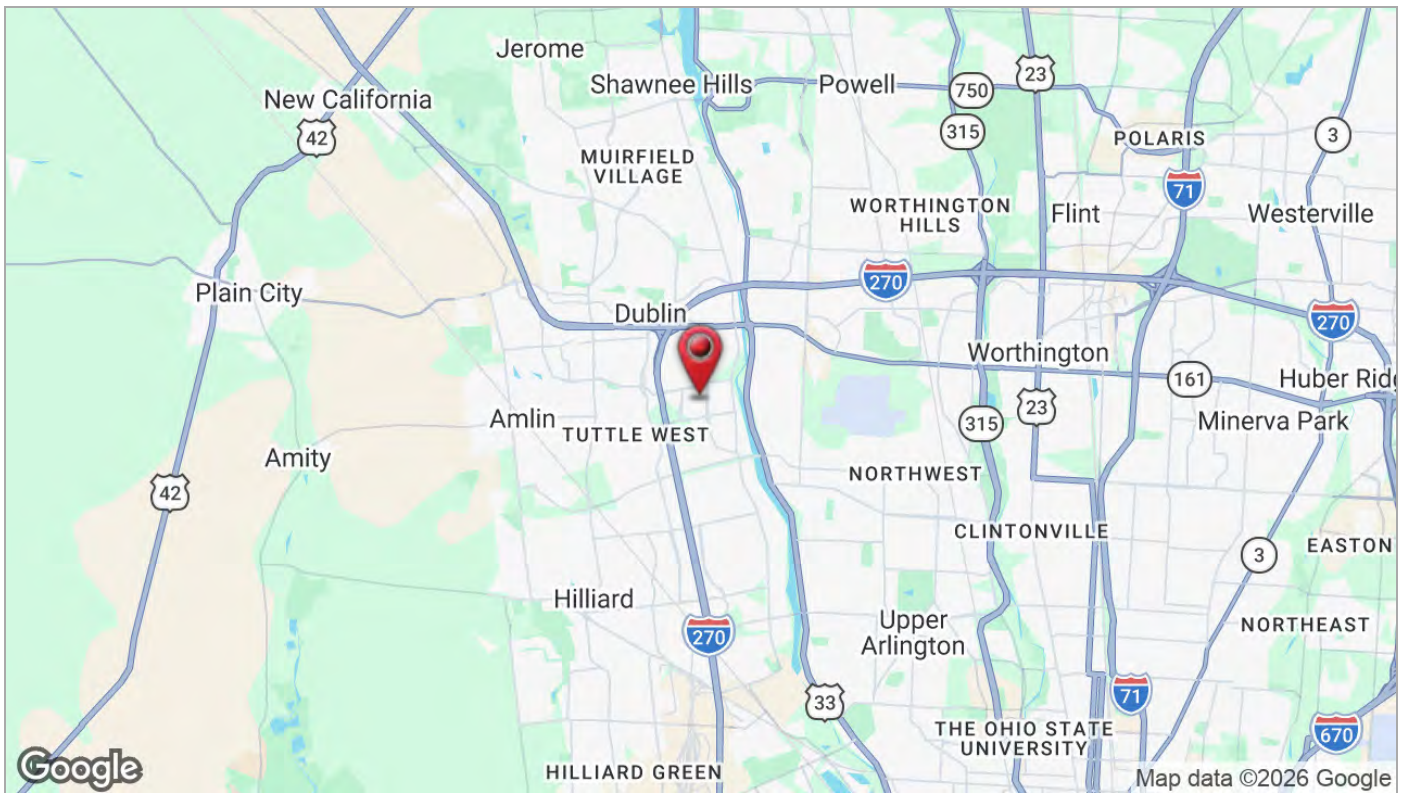 Jerome
Shawnee Hills
Powell
23
750
New California
42
315
3
POLARIS
MUIRFIELD
VILLAGE
71
WORTHINGTON
HILLS
Flint
Westerville
270
Plain City
Dublin
270
Worthington
161
Huber Ridg
23
Amlin
TUTTLE WEST
315
Minerva Park
Amity
42
NORTHWEST
CLINTONVILLE
3
EASTON
Hilliard
270
Upper
Arlington
NORTHEAST
33
71
THE OHIO STATE
UNIVERSITY
670
HILLIARD GREEN
Google
Map data ©2026 Google